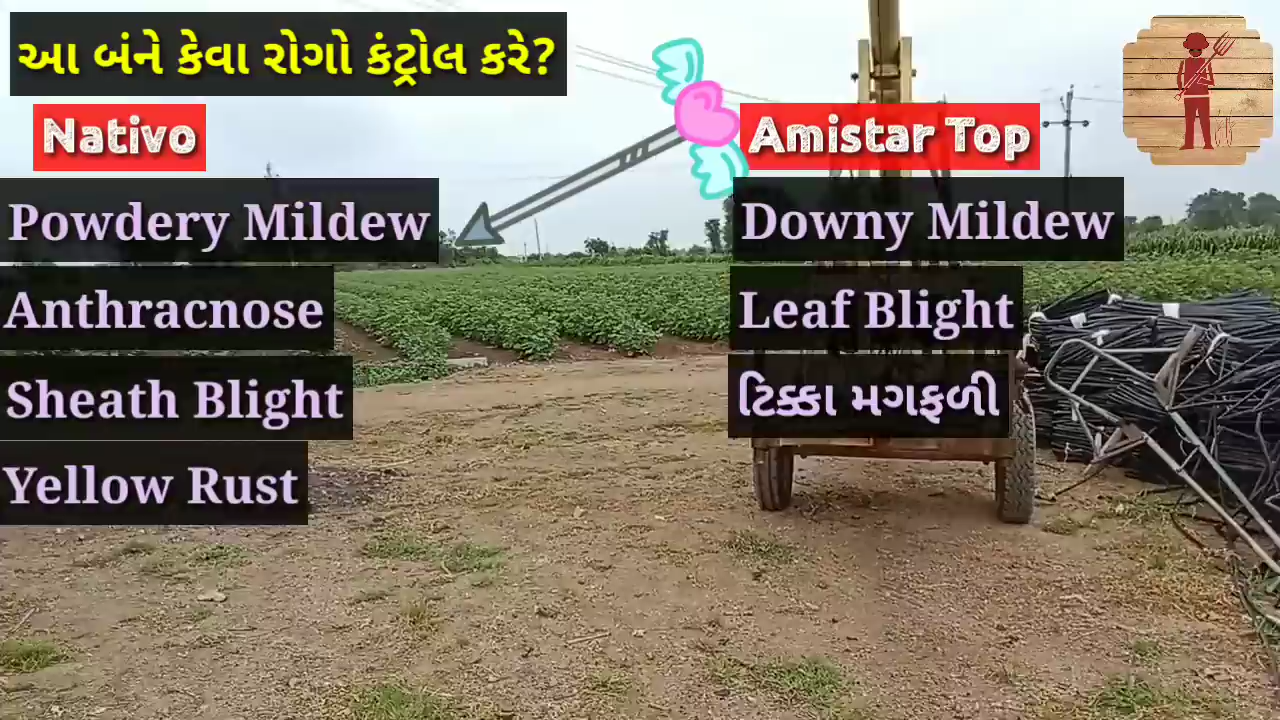 આ બંને કેવા રોગો કંટ્રોલ કરે?
Nativo
Powdery Mildew
Anthracnose
Sheath Blight
Yellow Rust
Amistar Top
Downy Mildew
Leaf Blight
ટિક્કા મગફળી